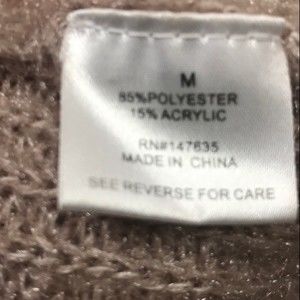 M
85%POLYESTER
15% ACRYLIC
RN#147635
MADE IN CHINA
SEE REVERSE FOR CARE